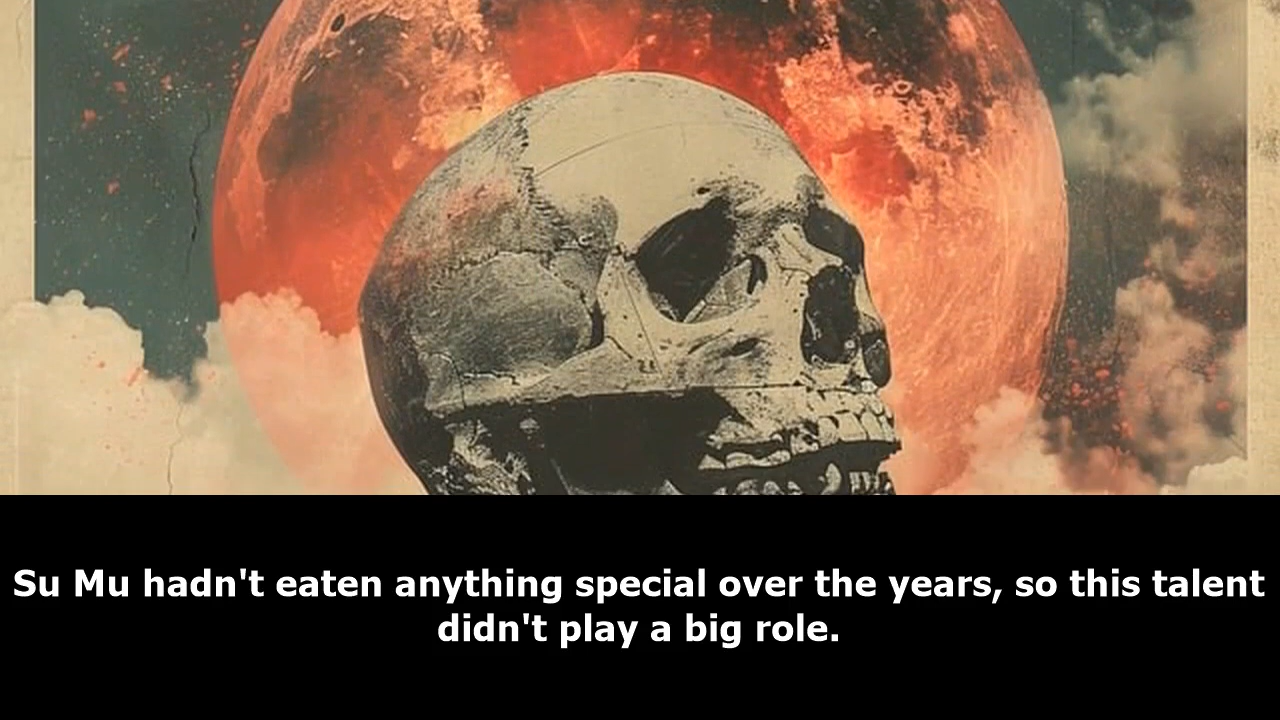 Su Mu hadn't eaten anything special over the years, so this talent
didn't play a big role.